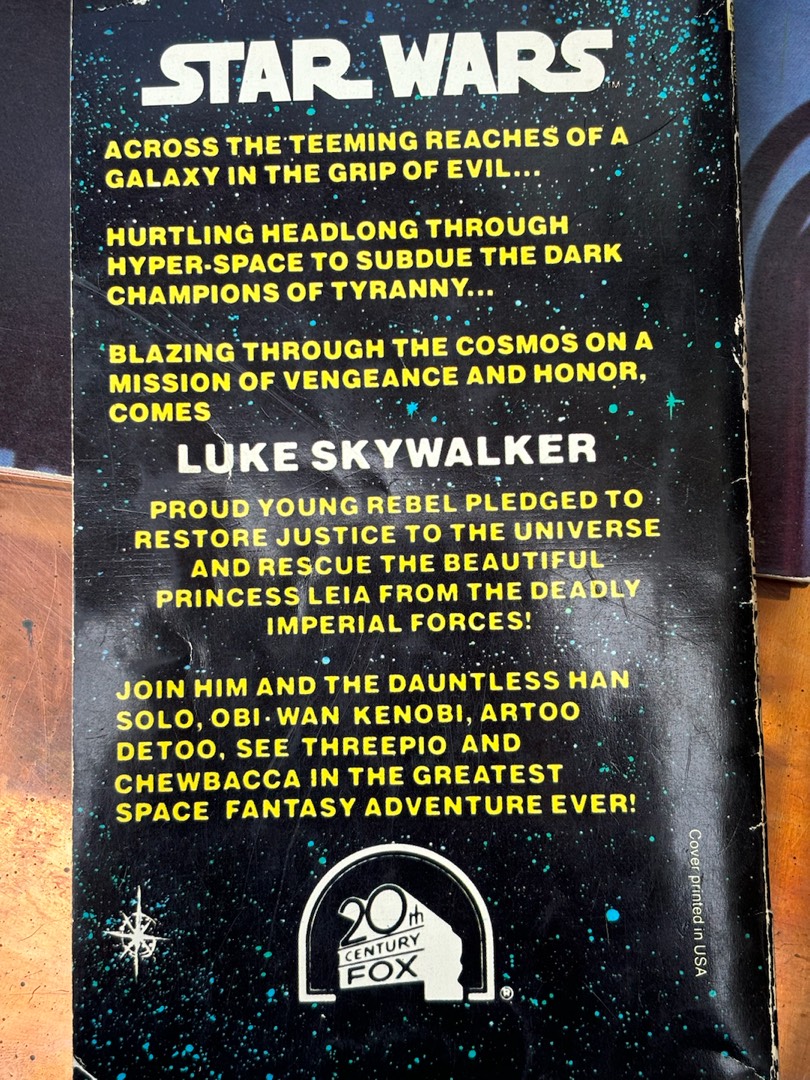 STAR WARS
TM
ACROSS THE TEEMING REACHES OF A
GALAXY IN THE GRIP OF EVIL...
HURTLING HEADLONG THROUGH
HYPER-SPACE TO SUBDUE THE DARK
CHAMPIONS OF TYRANNY...
BLAZING THROUGH THE COSMOS ON A
MISSION OF VENGEANCE AND HONOR,
COMES
LUKE SKYWALKER
PROUD YOUNG REBEL PLEDGED TO
RESTORE JUSTICE TO THE UNIVERSE
AND RESCUE THE BEAUTIFUL
PRINCESS LEIA FROM THE DEADLY
IMPERIAL FORCES!
JOIN HIM AND THE DAUNTLESS HAN
SOLO, OBI-WAN KENOBI, ARTOO
DETOO, SEE THREEPIO AND
CHEWBACCA IN THE GREATEST
SPACE FANTASY ADVENTURE EVER!
20th
CENTURY
FOX
®
Cover printed in USA